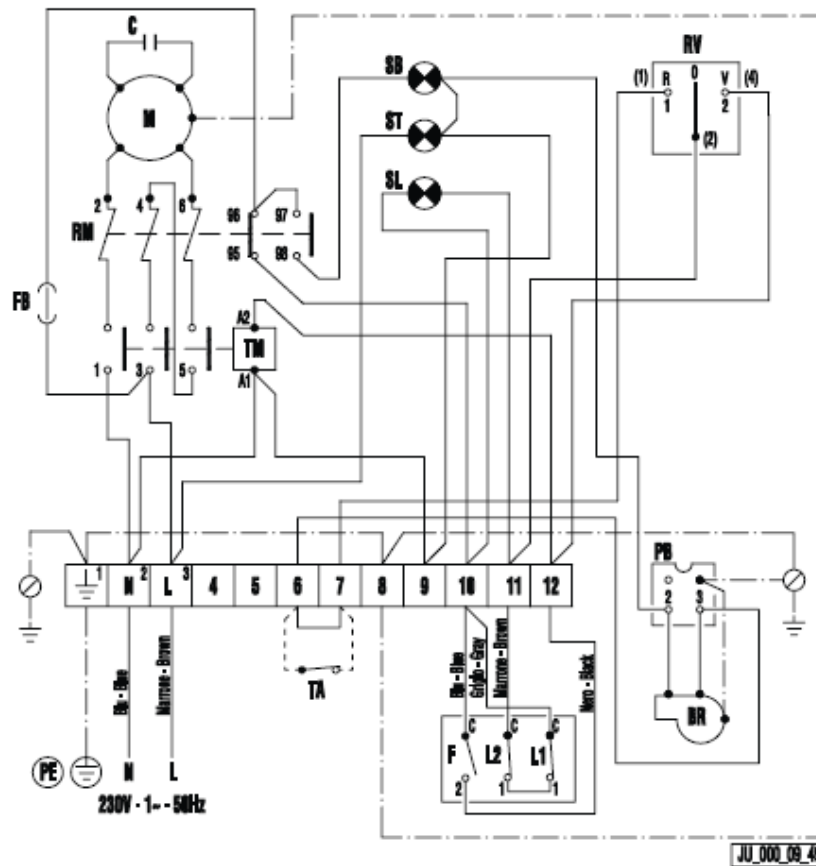 C
M
SB
ST
SL
RV
(1) R 0 V (4)
1 2
(2)
2 4 6
RM
96 97
95 98
FB
A2
TM
A1
1 3 5
1 N 2 L 3 4 5 6 7 8 9 10 11 12
PB
2 3
BR
TA
Blu - Blue
Marrone - Brown
Blu - Blue
Grigio - Gray
Marrone - Brown
Nero - Black
C C C
F L2 L1
2 1 1
PE N L
230V - 1~ - 50Hz